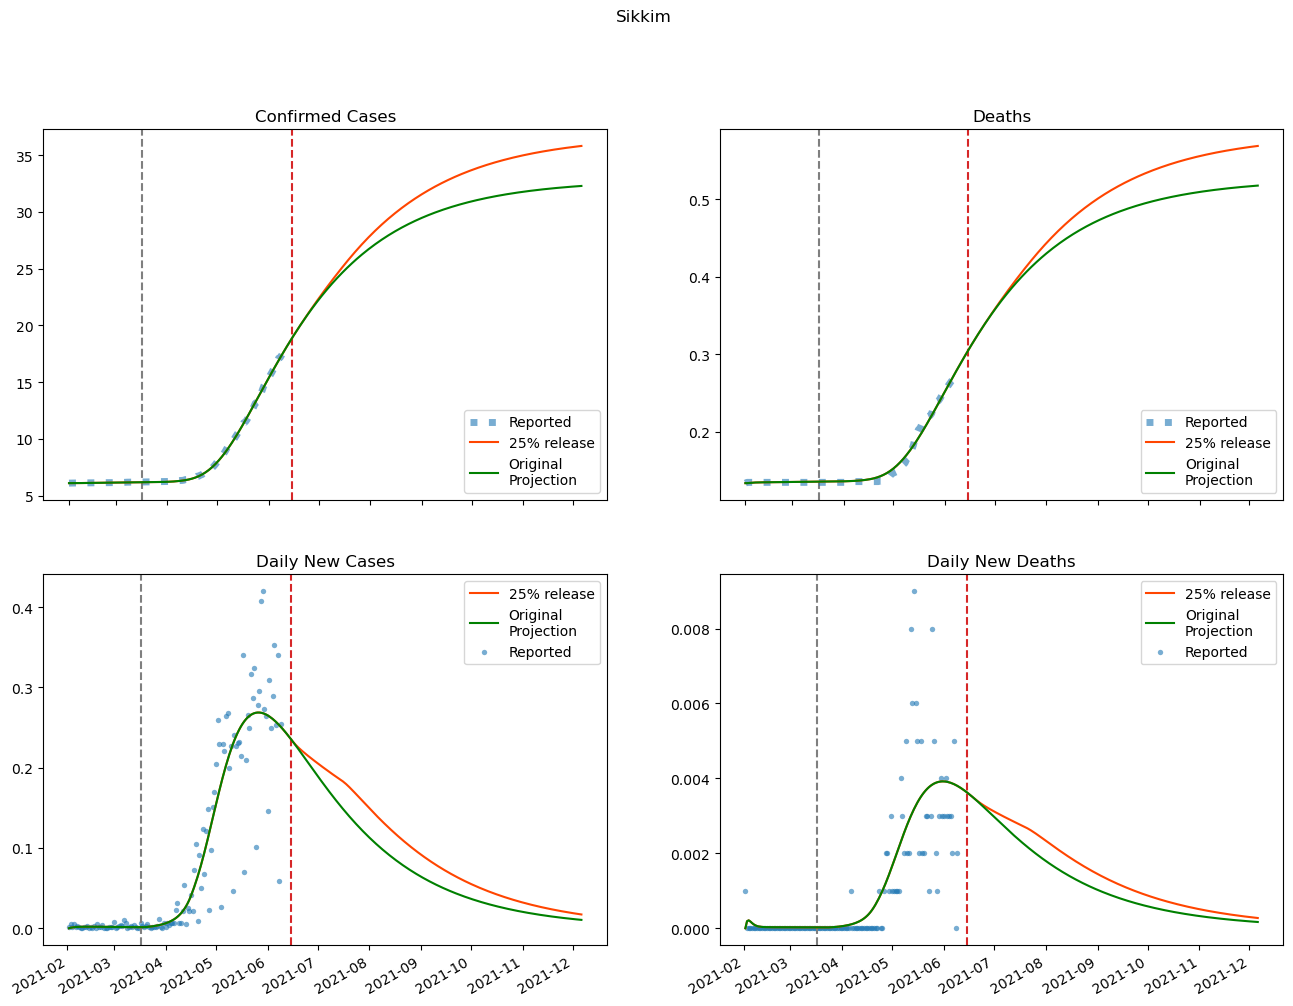 Sikkim
Confirmed Cases
35
30
25
20
15
10
5
Reported
25% release
Original
Projection
Deaths
0.5
0.4
0.3
0.2
Reported
25% release
Original
Projection
Daily New Cases
0.4
0.3
0.2
0.1
0.0
25% release
Original
Projection
Reported
2021-02 2021-03 2021-04 2021-05 2021-06 2021-07 2021-08 2021-09 2021-10 2021-11 2021-12
Daily New Deaths
0.008
0.006
0.004
0.002
0.000
25% release
Original
Projection
Reported
2021-02 2021-03 2021-04 2021-05 2021-06 2021-07 2021-08 2021-09 2021-10 2021-11 2021-12